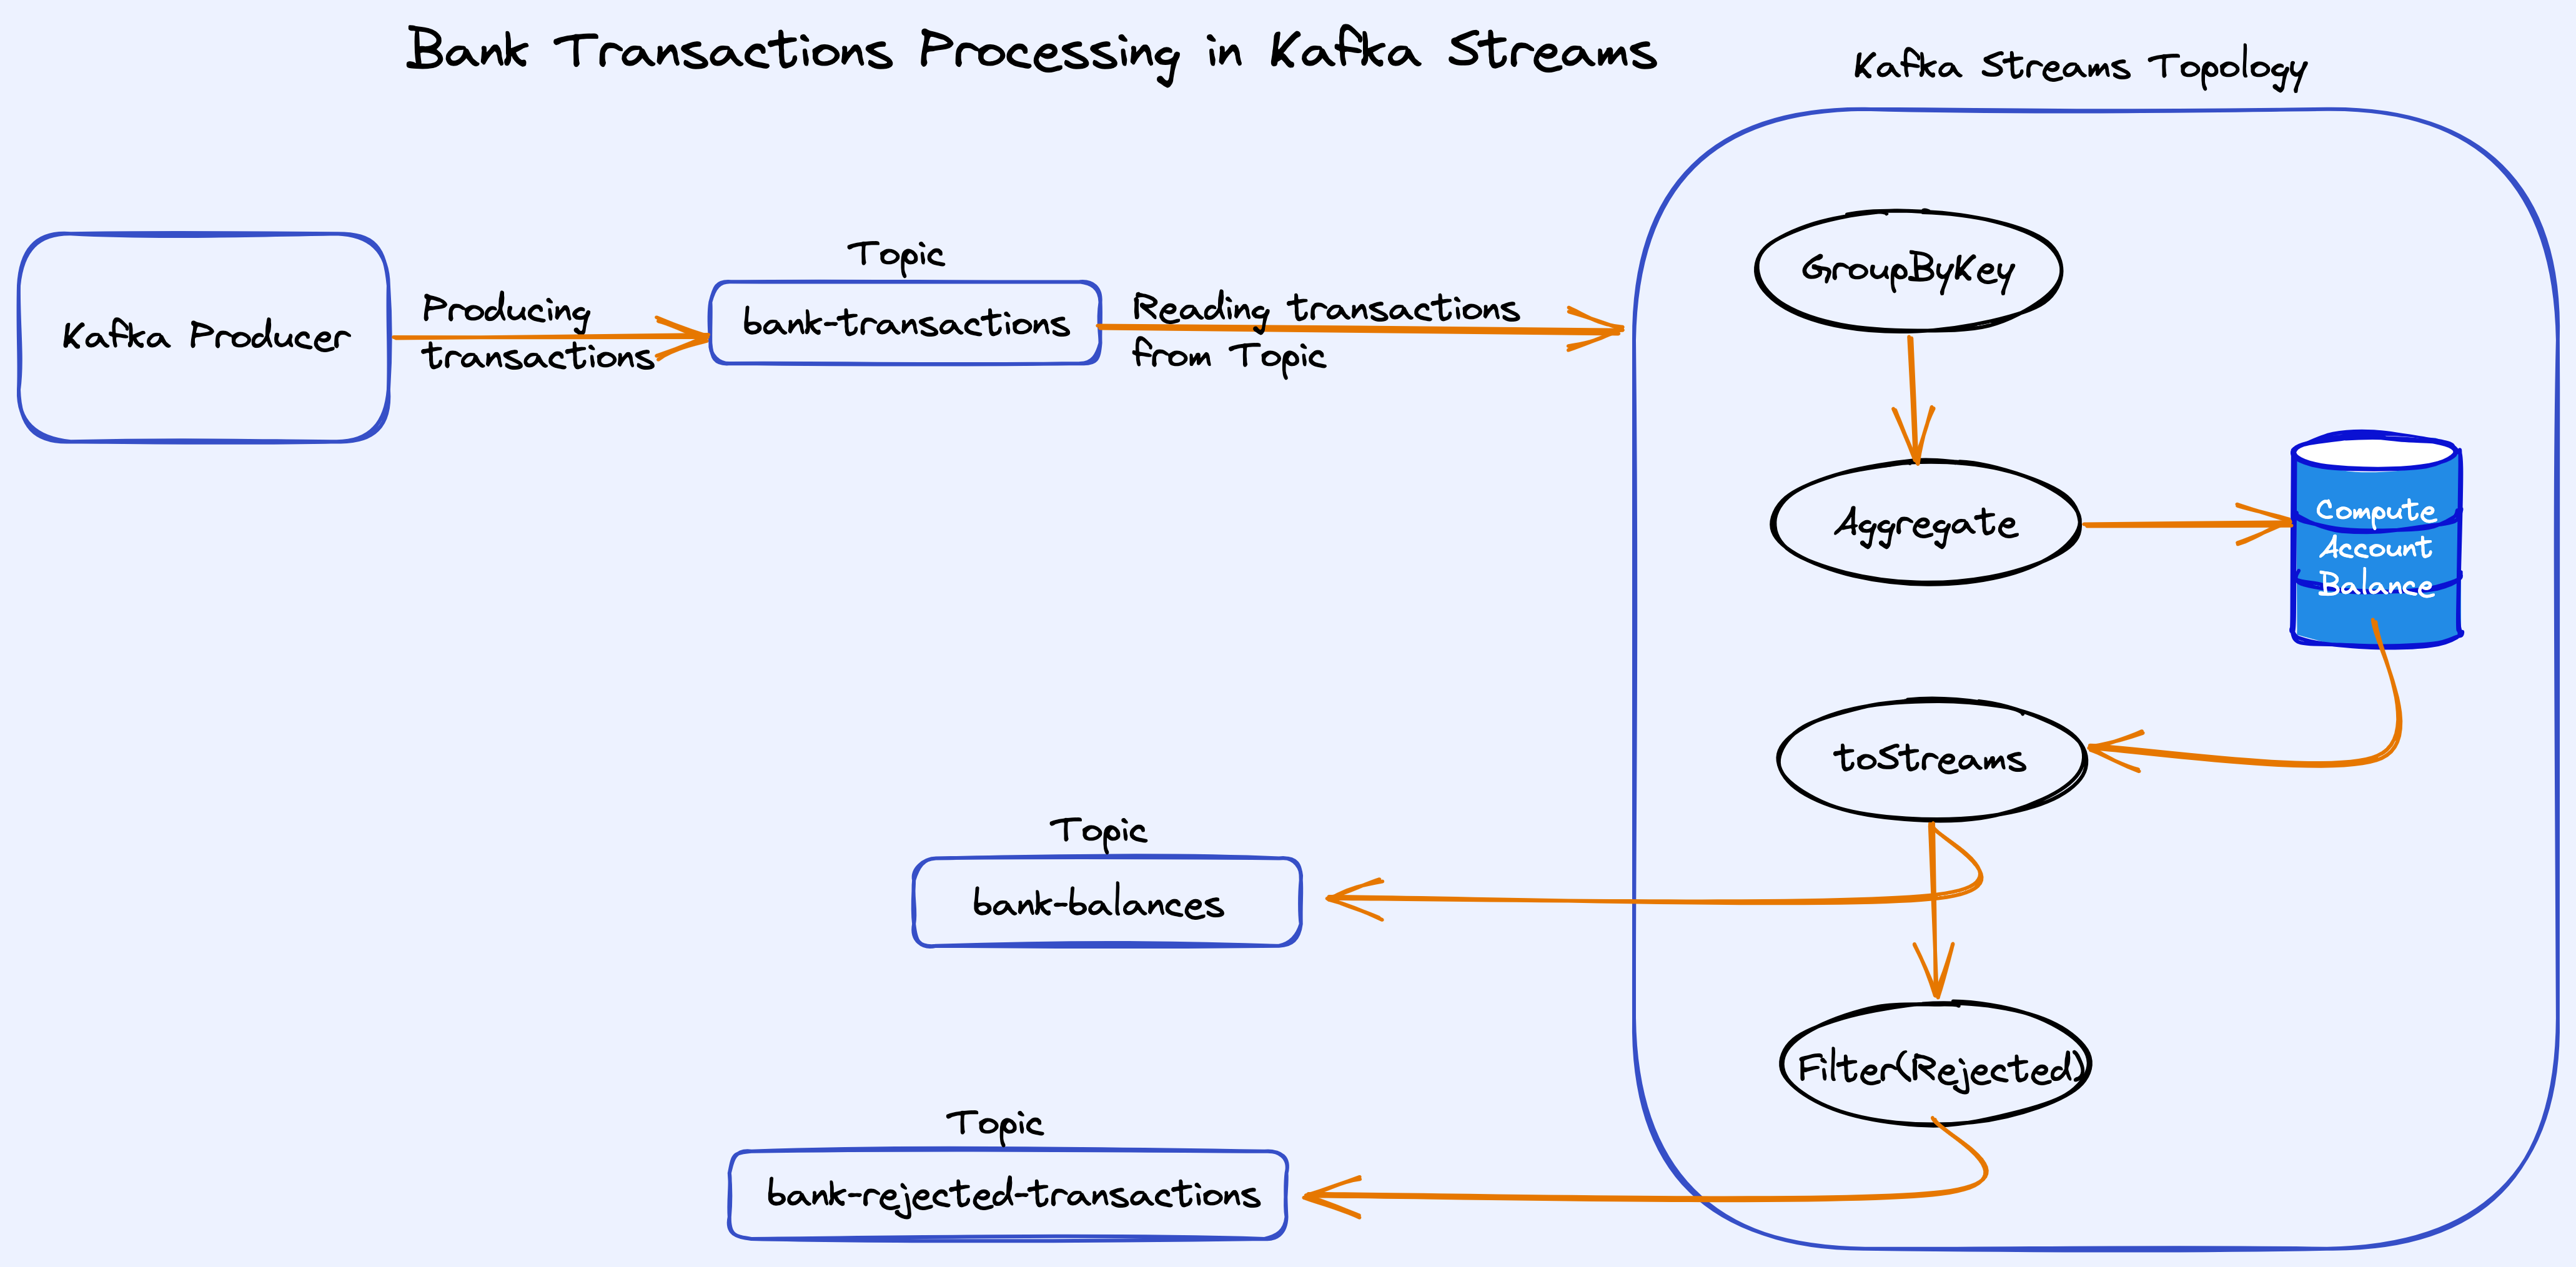 Bank Transactions Processing in Kafka Streams
Kafka Streams Topology
Kafka Producer
Producing
transactions
Topic
bank-transactions
Reading transactions
from Topic
GroupByKey
Aggregate
Compute
Account
Balance
toStreams
Topic
bank-balances
Filter(Rejected)
Topic
bank-rejected-transactions